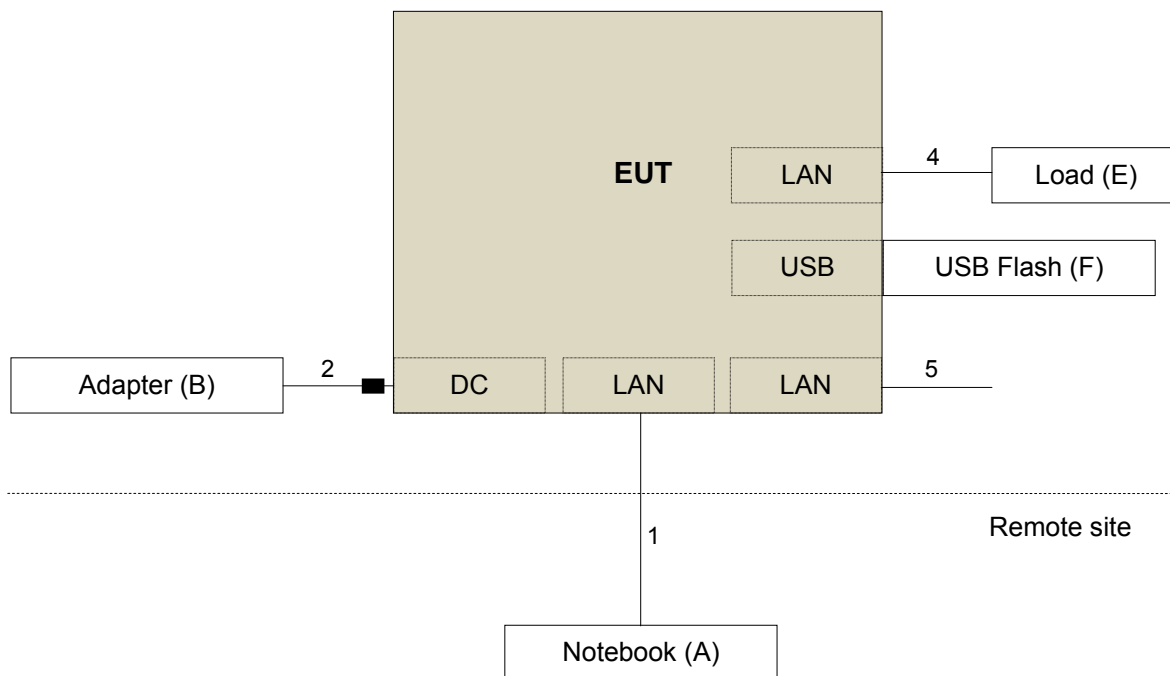 EUT
LAN
4
Load (E)
USB
USB Flash (F)
Adapter (B)
2
DC
LAN
LAN
5
1
Remote site
Notebook (A)